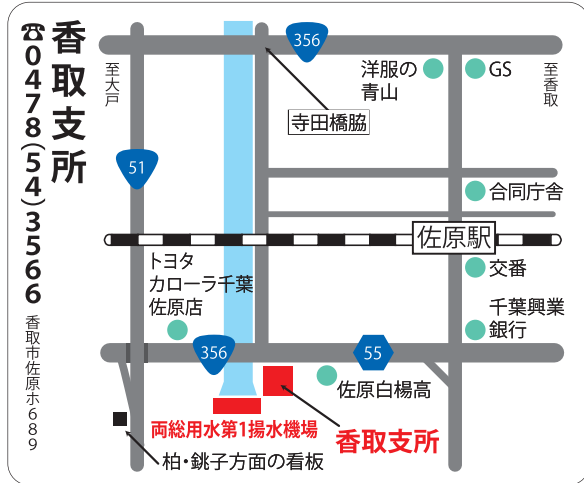 香取支所
☎0478(54)3566
香取市佐原ホ689
至大戸
356
洋服の
青山
GS
至香取
寺田橋脇
51
合同庁舎
佐原駅
トヨタ
カローラ千葉
佐原店
交番
千葉興業
銀行
356
55
佐原白楊高
両総用水第1揚水機場
香取支所
柏・銚子方面の看板